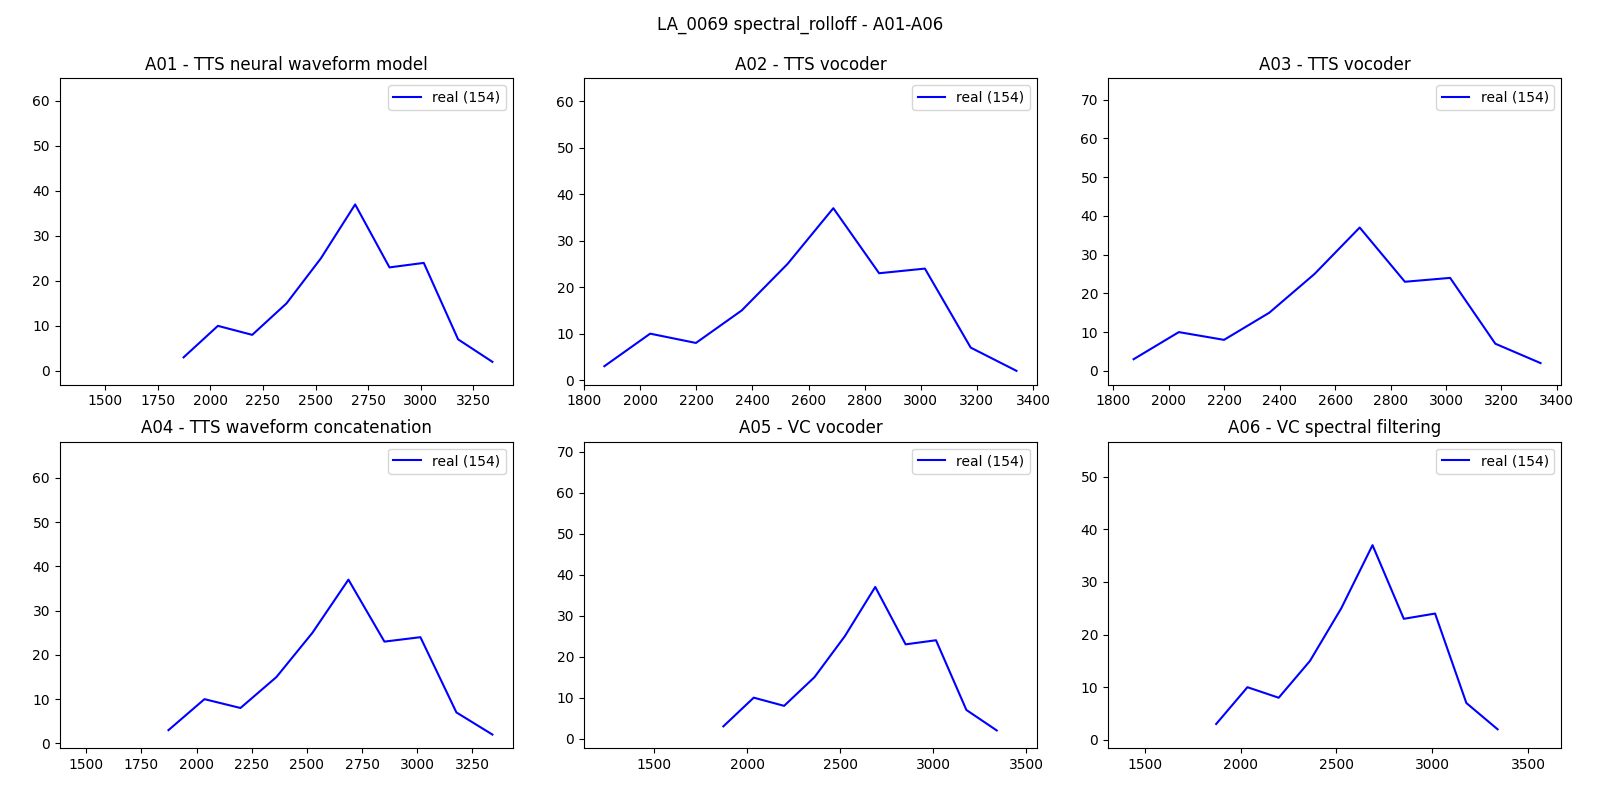 LA_0069 spectral_rolloff - A01-A06
A01 - TTS neural waveform model
real (154)
60
50
40
30
20
10
0
1500 1750 2000 2250 2500 2750 3000 3250
A02 - TTS vocoder
real (154)
60
50
40
30
20
10
0
1800 2000 2200 2400 2600 2800 3000 3200 3400
A03 - TTS vocoder
real (154)
70
60
50
40
30
20
10
0
1800 2000 2200 2400 2600 2800 3000 3200 3400
A04 - TTS waveform concatenation
real (154)
60
50
40
30
20
10
0
1500 1750 2000 2250 2500 2750 3000 3250
A05 - VC vocoder
real (154)
70
60
50
40
30
20
10
0
1500 2000 2500 3000 3500
A06 - VC spectral filtering
real (154)
50
40
30
20
10
0
1500 2000 2500 3000 3500